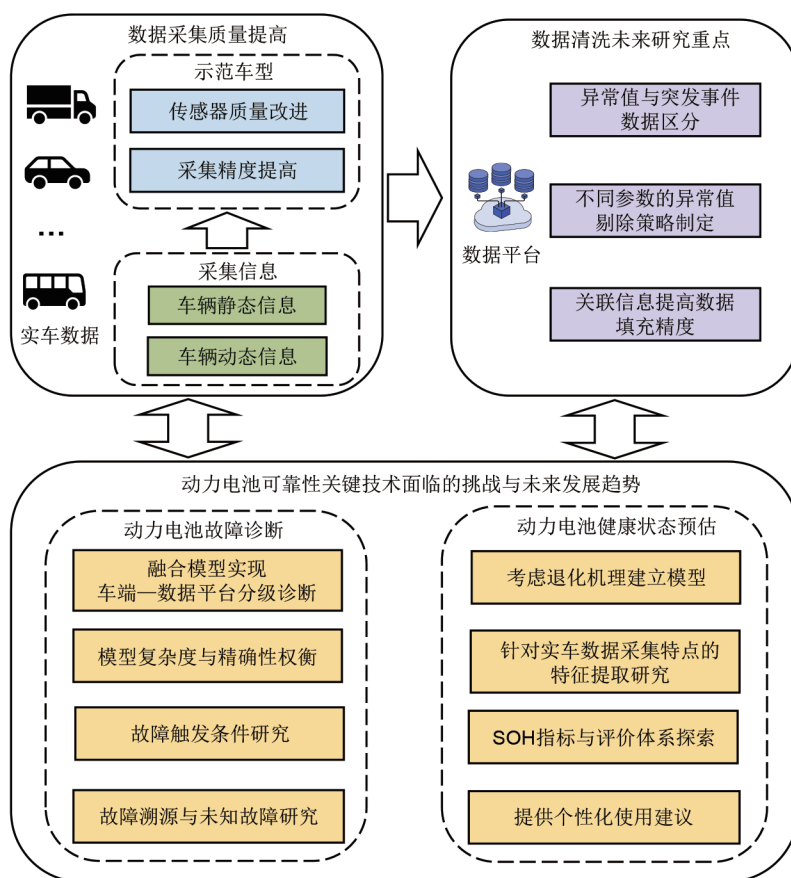 数据采集质量提高
示范车型
传感器质量改进
采集精度提高
...
采集信息
车辆静态信息
车辆动态信息
实车数据
数据清洗未来研究重点
异常值与突发事件
数据区分
不同参数的异常值
剔除策略制定
数据平台
关联信息提高数据
填充精度
动力电池可靠性关键技术面临的挑战与未来发展趋势
动力电池故障诊断
融合模型实现
车端—数据平台分级诊断
模型复杂度与精确性权衡
故障触发条件研究
故障溯源与未知故障研究
动力电池健康状态预估
考虑退化机理建立模型
针对实车数据采集特点的
特征提取研究
SOH指标与评价体系探索
提供个性化使用建议